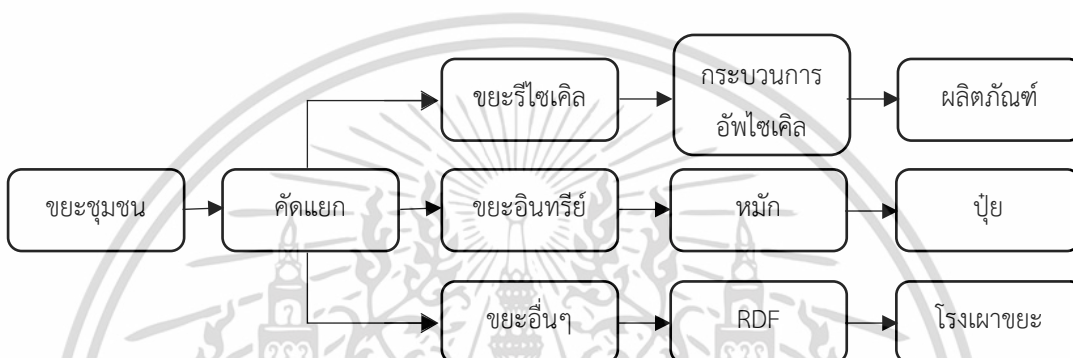 ขยะรีไซเคิล
กระบวนการ
อัพไซเคิล
ผลิตภัณฑ์
ขยะชุมชน
คัดแยก
ขยะอินทรีย์
หมัก
ปุ๋ย
ขยะอื่นๆ
RDF
โรงเผาขยะ